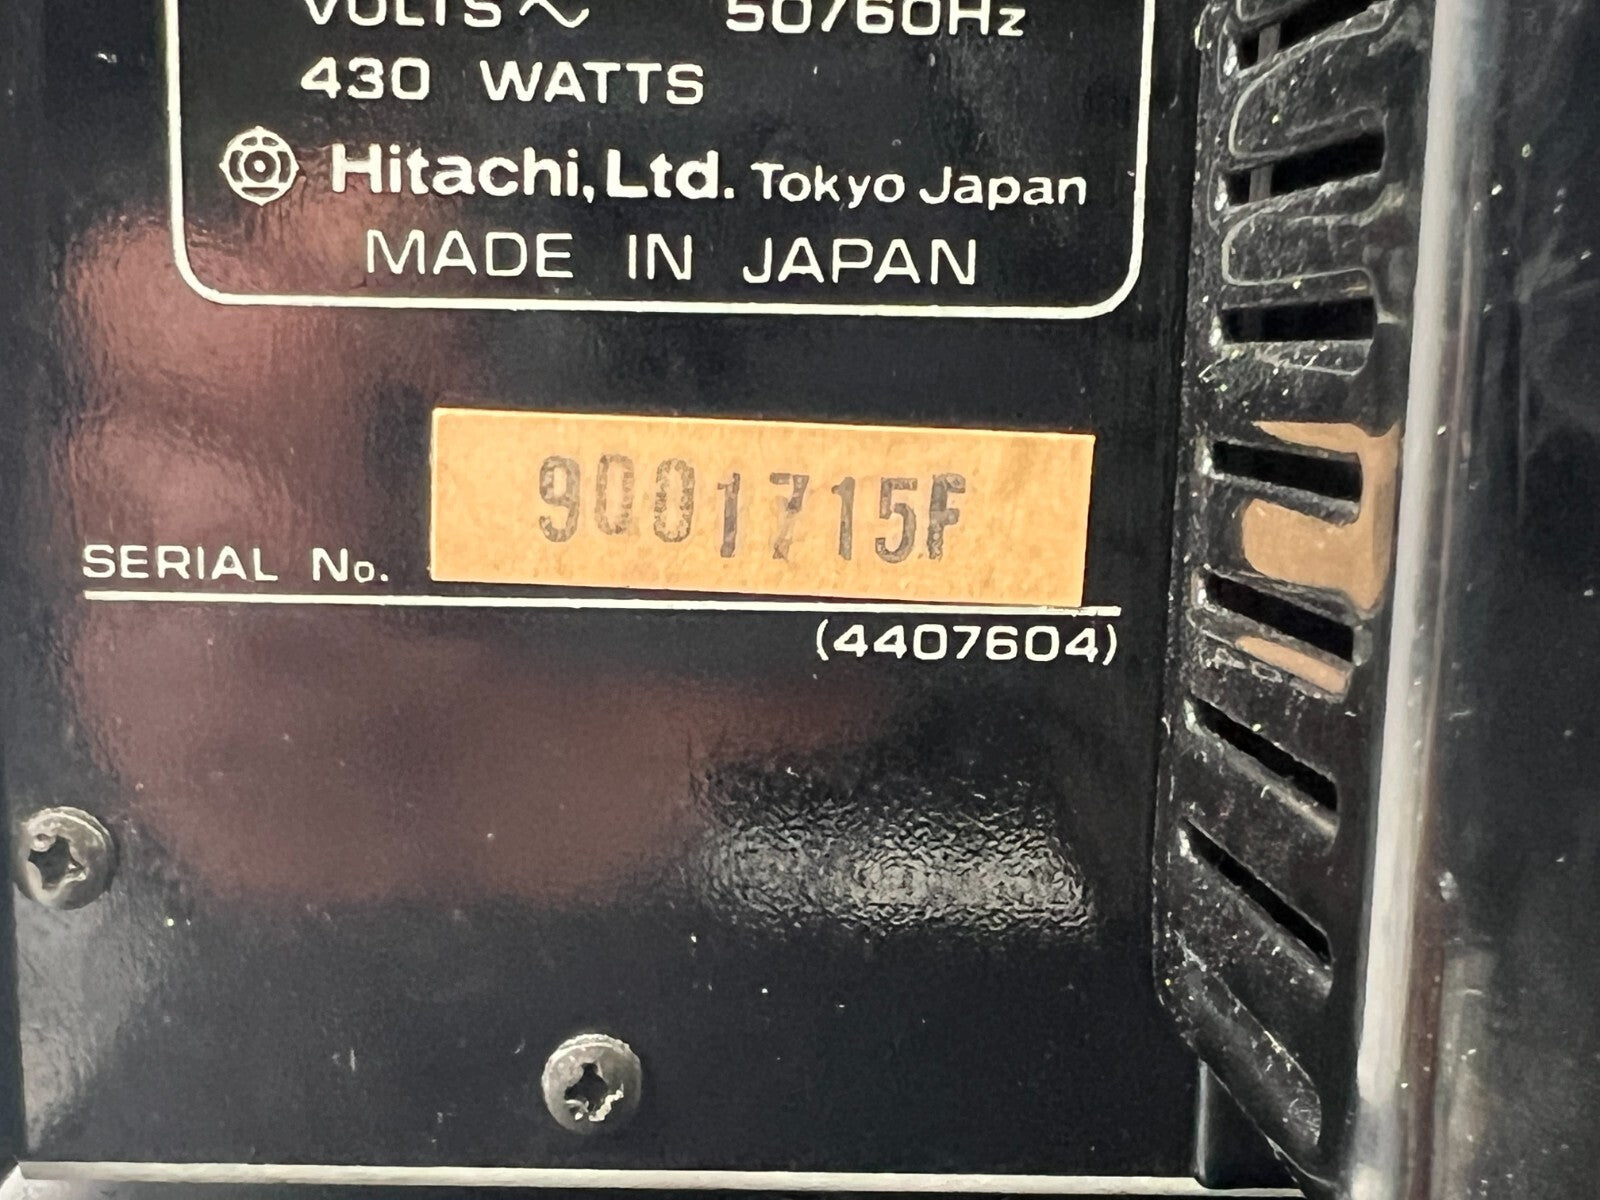 VOLTS～ 50/60Hz
430 WATTS
Hitachi, Ltd. Tokyo Japan
MADE IN JAPAN
9001715F
SERIAL No.
(4407604)